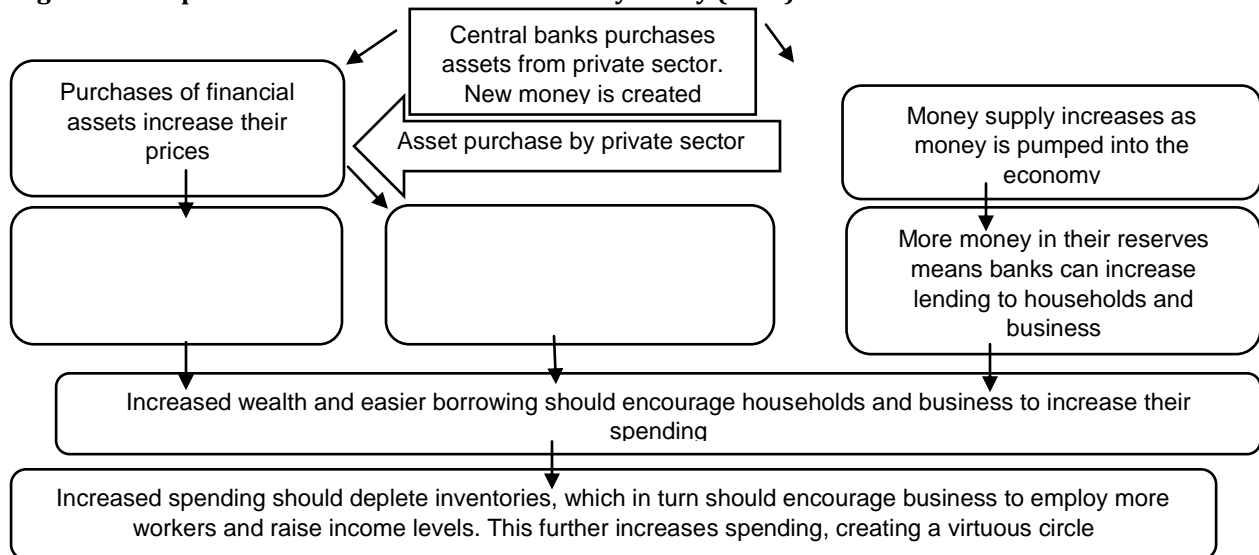 Central banks purchases
assets from private sector.
New money is created
Purchases of financial
assets increase their
prices
Asset purchase by private sector
Money supply increases as
money is pumped into the
economy
More money in their reserves
means banks can increase
lending to households and
business
Increased wealth and easier borrowing should encourage households and business to increase their
spending
Increased spending should deplete inventories, which in turn should encourage business to employ more
workers and raise income levels. This further increases spending, creating a virtuous circle